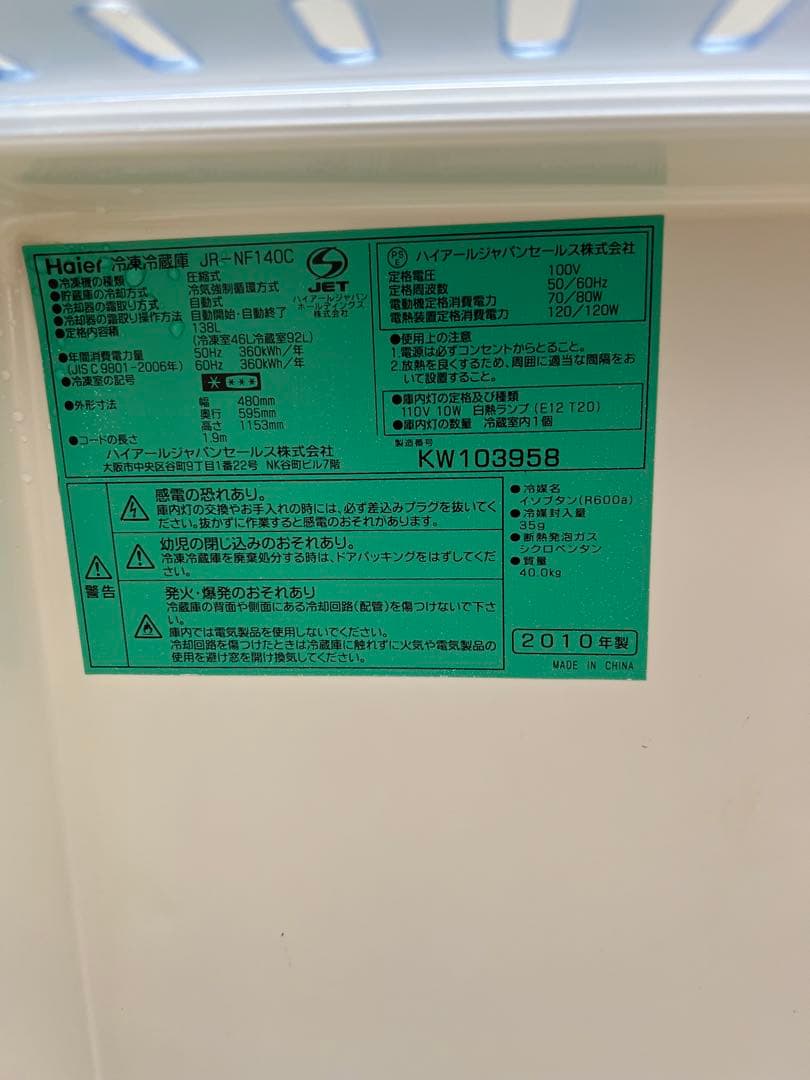 Haier 冷凍冷蔵庫 JR-NF140C
●冷凍機の種類 圧縮式
●貯蔵庫の冷却方式 冷気強制循環方式
●冷却器の霜取り方式 自動式
●冷却器の霜取り操作方法 自動開始・自動終了
●定格内容積 138L
(冷凍室46L冷蔵室92L)
●年間消費電力量 50Hz 360kWh/年
(JIS C 9801-2006年) 60Hz 360kWh/年
●冷凍室の記号
●外形寸法 幅 480mm
奥行 595mm
高さ 1153mm
●コードの長さ 1.9m
ハイアールジャパンセールス株式会社
大阪市中央区谷町9丁目1番22号 NK谷町ビル7階
JET
ハイアールジャパン
ホールディングス
株式会社
PSE ハイアールジャパンセールス株式会社
定格電圧 100V
定格周波数 50/60Hz
電動機定格消費電力 70/80W
電熱装置定格消費電力 120/120W
●使用上の注意
1.電源は必ずコンセントからとること。
2.放熱を良くするため、周囲に適当な間隔をお
いて設置すること。
●庫内灯の定格及び種類
110V 10W 白熱ランプ(E12 T20)
●庫内灯の数量 冷蔵室内1個
製造番号
KW103958
警告
感電の恐れあり。
庫内灯の交換やお手入れの時には、必ず差込みプラグを抜いてく
ださい。抜かずに作業すると感電のおそれがあります。
幼児の閉じ込みのおそれあり。
冷凍冷蔵庫を廃棄処分する時は、ドアパッキングをはずしてくだ
さい。
発火・爆発のおそれあり
冷蔵庫の背面や側面にある冷却回路(配管)を傷つけないで下さ
い。
庫内では電気製品を使用しないでください。
冷却回路を傷つけたときは冷蔵庫に触れずに火気や電気製品の
使用を避け窓を開け換気してください。
●冷媒名
イソブタン(R600a)
●冷媒封入量
35g
●断熱発泡ガス
シクロペンタン
●質量
40.0kg
2010年製
MADE IN CHINA